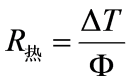 R热 = ΔT / Φ